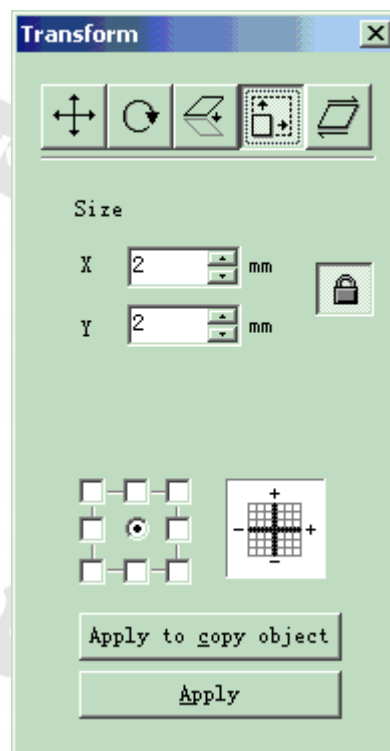 Transform
Size
X 2 mm
Y 2 mm
+
- +
-
Apply to copy object
Apply